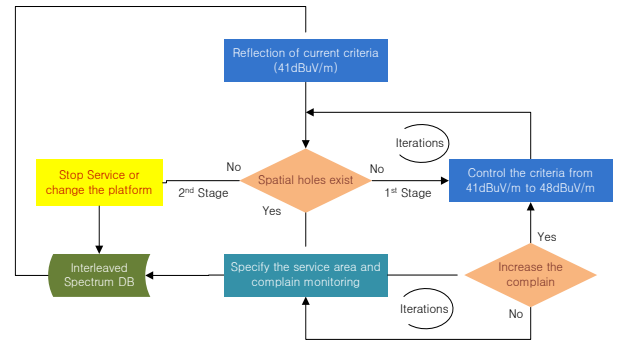 Reflection of current criteria
(41dBuV/m)
Iterations
No
No
Stop Service or
change the platform
Spatial holes exist
Control the criteria from
41dBuV/m to 48dBuV/m
2nd Stage
1st Stage
Yes
Yes
Interleaved
Spectrum DB
Specify the service area and
complain monitoring
Increase the
complain
Iterations
No